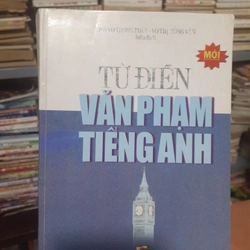 MỚI
TỪ ĐIỂN
VĂN PHẠM
TIẾNG ANH